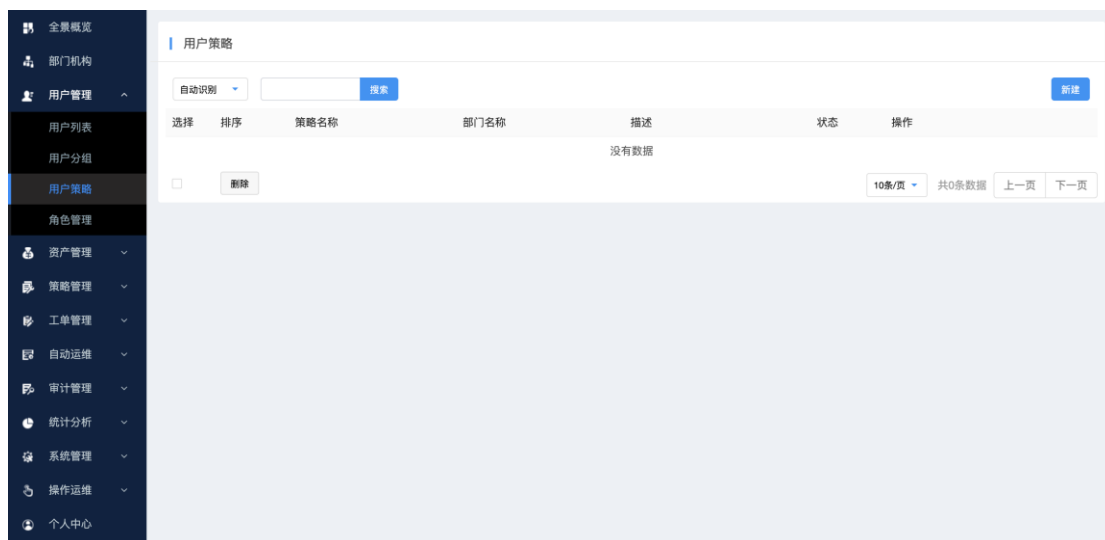 全景概览
部门机构
用户管理
用户列表
用户分组
用户策略
角色管理
资产管理
策略管理
工单管理
自动运维
审计管理
统计分析
系统管理
操作运维
个人中心
用户策略
自动识别 搜索 新建
选择 排序 策略名称 部门名称 描述 状态 操作
没有数据
删除 10条/页 共0条数据 上一页 下一页